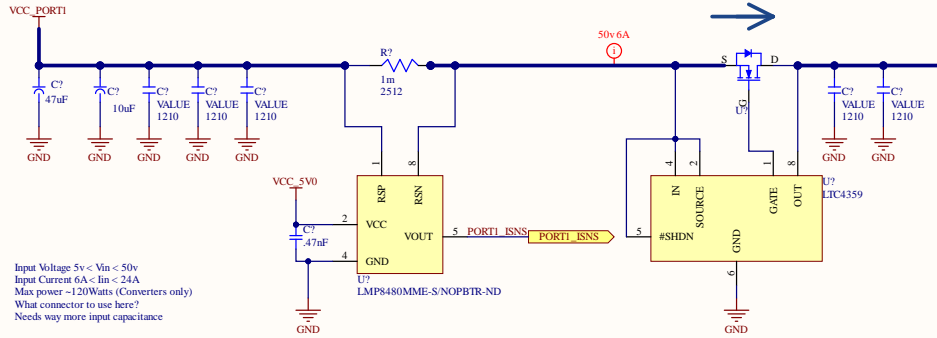 VCC_PORT1
50v 6A
i
R?
1m
2512
S
D
G
U?
C?
47uF
C?
10uF
C?
VALUE
1210
C?
VALUE
1210
C?
VALUE
1210
C?
VALUE
1210
C?
VALUE
1210
GND
GND
GND
GND
GND
GND
GND
1
8
RSP
RSN
VCC_5V0
C?
.47nF
2
VCC
4
GND
VOUT
5
PORT1_ISNS
PORT1_ISNS
U?
LMP8480MME-S/NOPBTR-ND
GND
4
2
1
8
IN
SOURCE
GATE
OUT
U?
LTC4359
5
#SHDN
GND
6
GND
Input Voltage 5v< Vin < 50v
Input Current 6A< Iin < 24A
Max power ~120Watts (Converters only)
What connector to use here?
Needs way more input capacitance